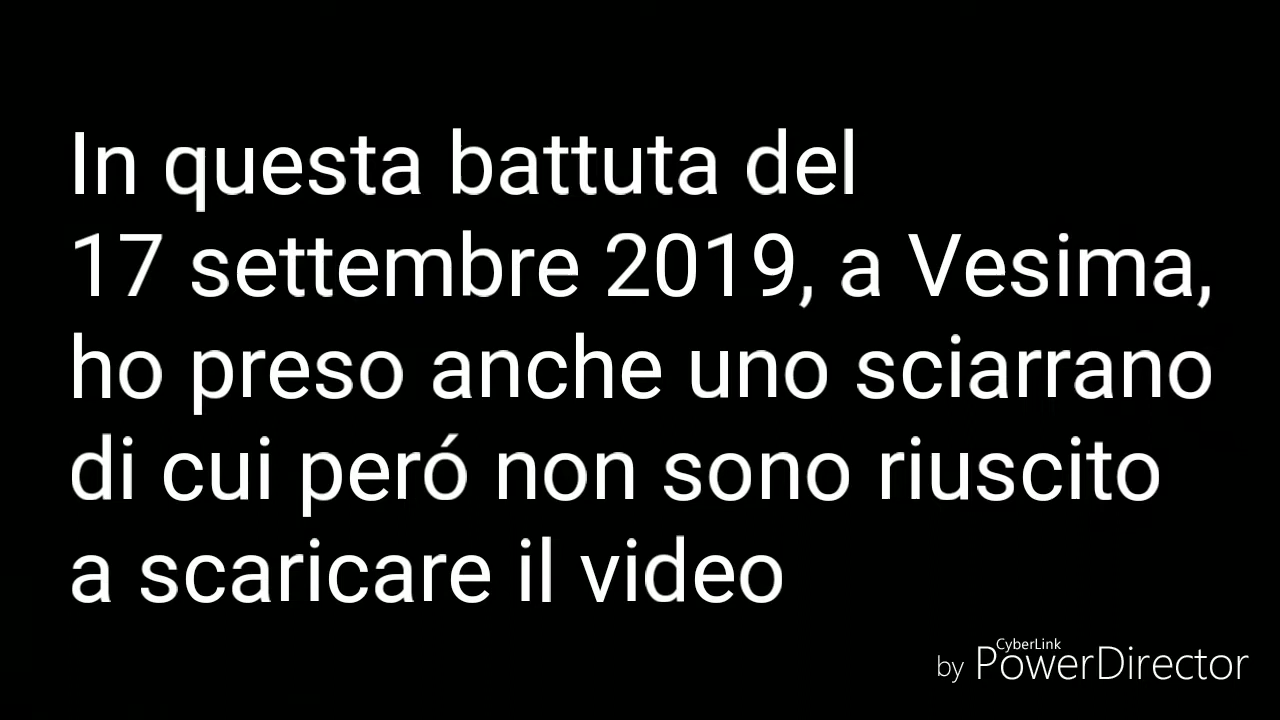 In questa battuta del
17 settembre 2019, a Vesima,
ho preso anche uno sciarrano
di cui peró non sono riuscito
a scaricare il video
CyberLink
by PowerDirector